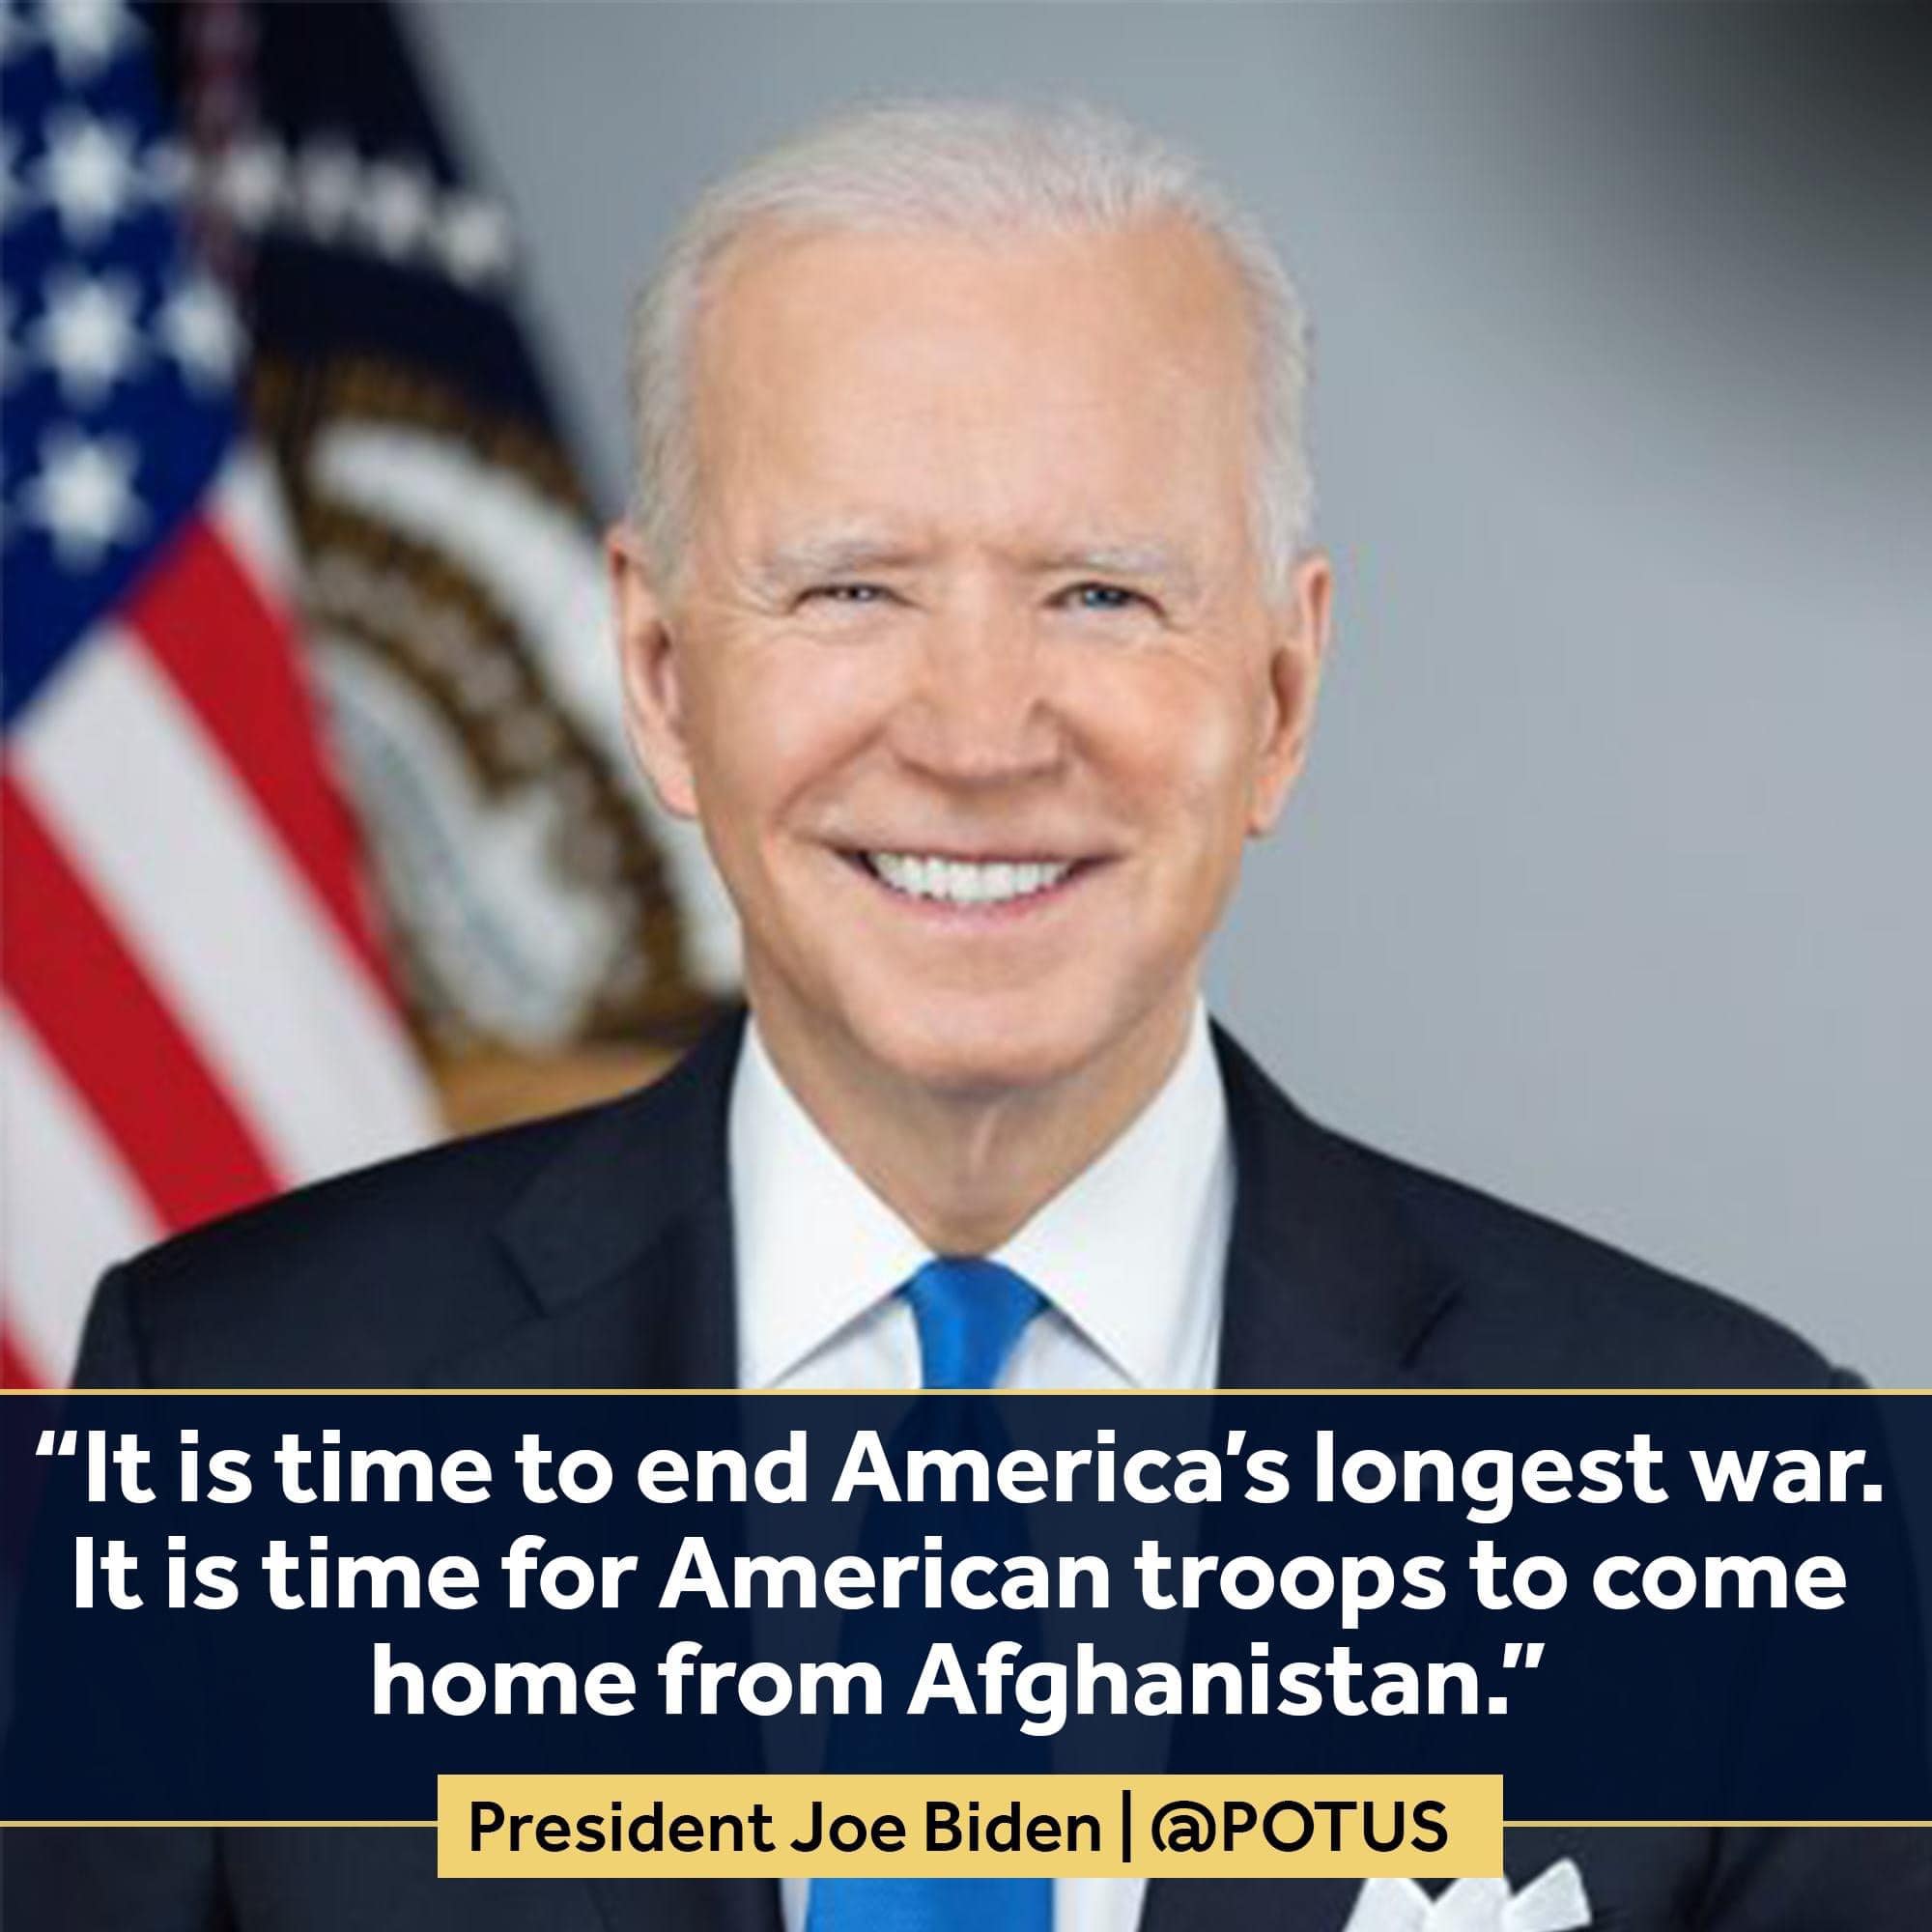 “It is time to end America’s longest war.
It is time for American troops to come
home from Afghanistan.”
President Joe Biden | @POTUS